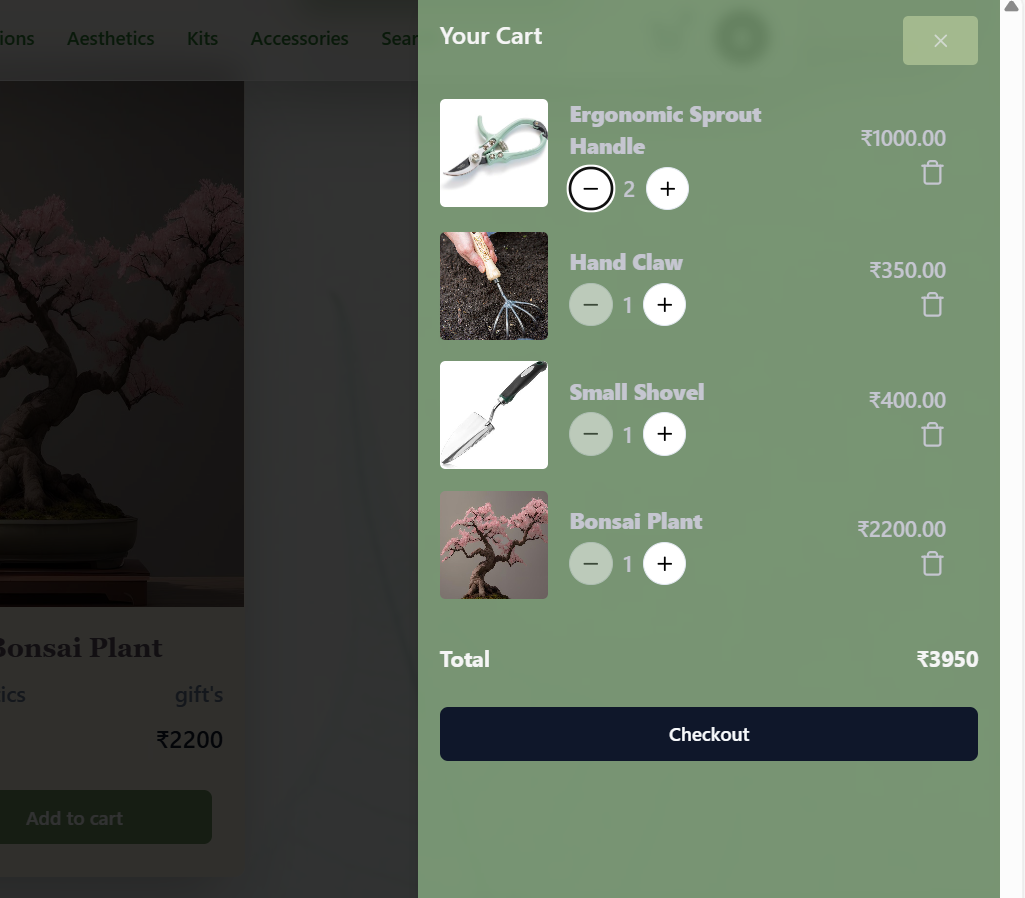 ions Aesthetics Kits Accessories Sear
Your Cart
Ergonomic Sprout
Handle
₹1000.00
2
Hand Claw
₹350.00
1
Small Shovel
₹400.00
1
Bonsai Plant
₹2200.00
1
Total ₹3950
Checkout
Bonsai Plant
ics gift's
₹2200
Add to cart